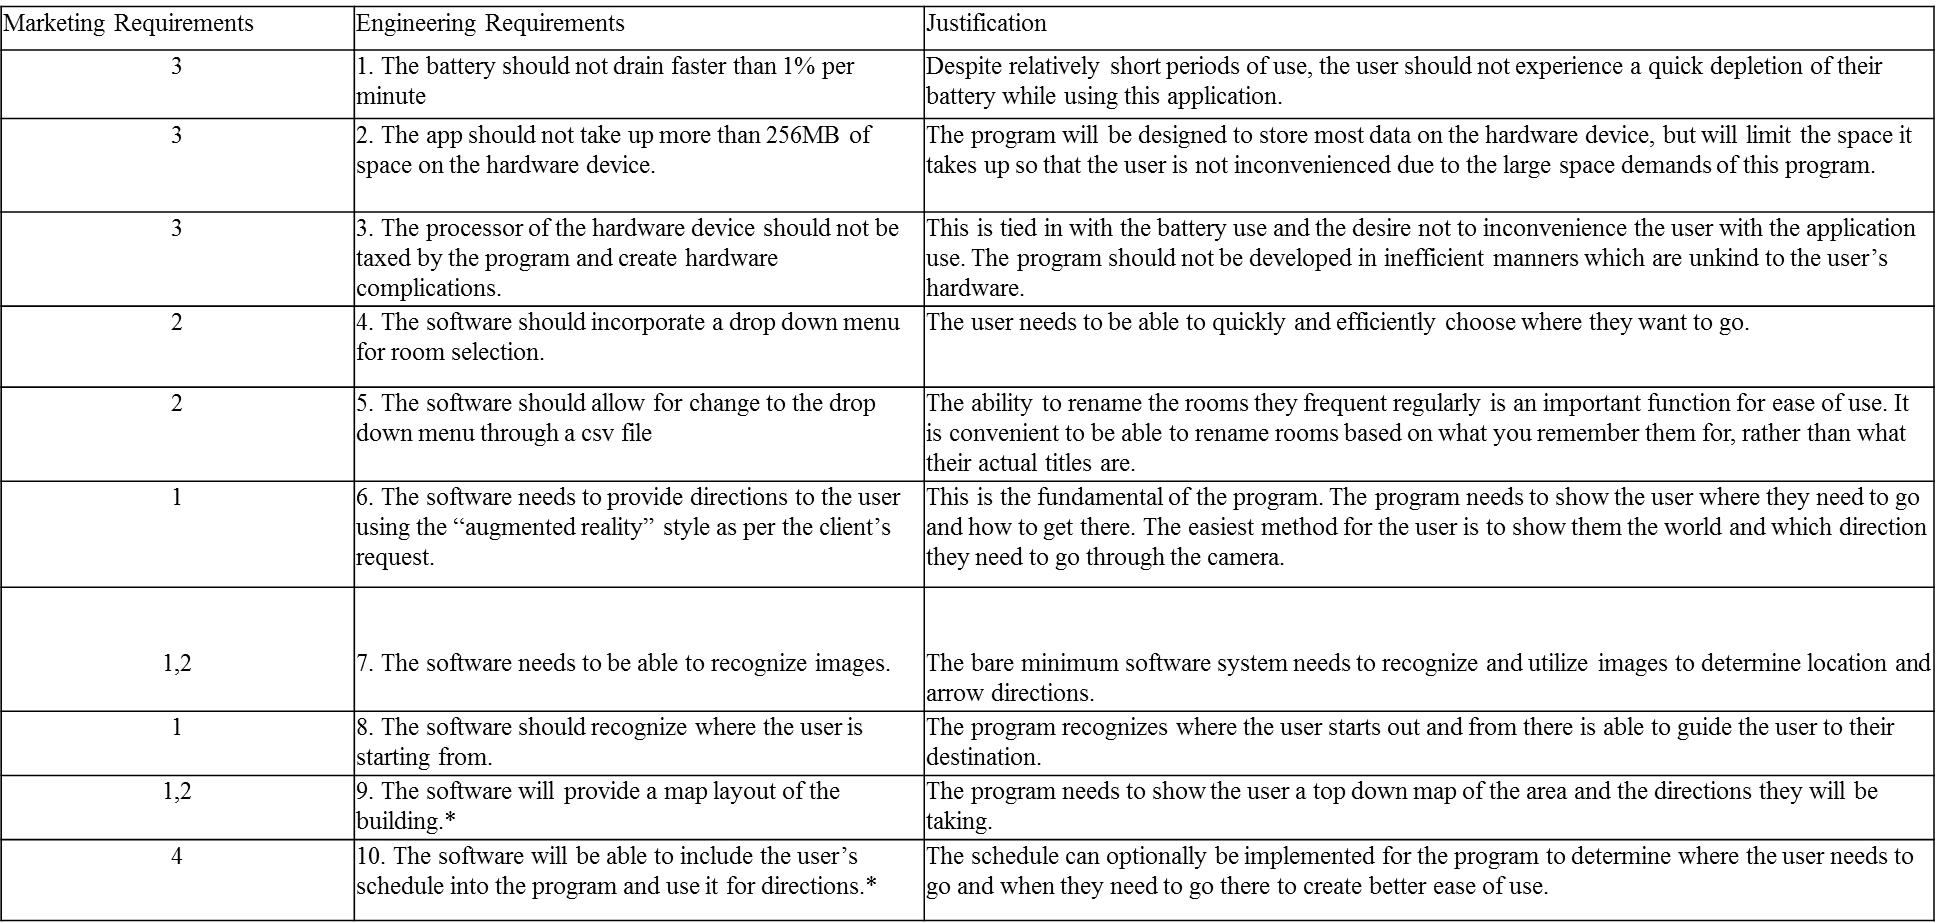 Marketing Requirements
Engineering Requirements
Justification
3
1. The battery should not drain faster than 1% per
minute
Despite relatively short periods of use, the user should not experience a quick depletion of their
battery while using this application.
3
2. The app should not take up more than 256MB of
space on the hardware device.
The program will be designed to store most data on the hardware device, but will limit the space it
takes up so that the user is not inconvenienced due to the large space demands of this program.
3
3. The processor of the hardware device should not be
taxed by the program and create hardware
complications.
This is tied in with the battery use and the desire not to inconvenience the user with the application
use. The program should not be developed in inefficient manners which are unkind to the user’s
hardware.
2
4. The software should incorporate a drop down menu
for room selection.
The user needs to be able to quickly and efficiently choose where they want to go.
2
5. The software should allow for change to the drop
down menu through a csv file
The ability to rename the rooms they frequent regularly is an important function for ease of use. It
is convenient to be able to rename rooms based on what you remember them for, rather than what
their actual titles are.
1
6. The software needs to provide directions to the user
using the “augmented reality” style as per the client’s
request.
This is the fundamental of the program. The program needs to show the user where they need to go
and how to get there. The easiest method for the user is to show them the world and which direction
they need to go through the camera.
1,2
7. The software needs to be able to recognize images.
The bare minimum software system needs to recognize and utilize images to determine location and
arrow directions.
1
8. The software should recognize where the user is
starting from.
The program recognizes where the user starts out and from there is able to guide the user to their
destination.
1,2
9. The software will provide a map layout of the
building.*
The program needs to show the user a top down map of the area and the directions they will be
taking.
4
10. The software will be able to include the user’s
schedule into the program and use it for directions.*
The schedule can optionally be implemented for the program to determine where the user needs to
go and when they need to go there to create better ease of use.